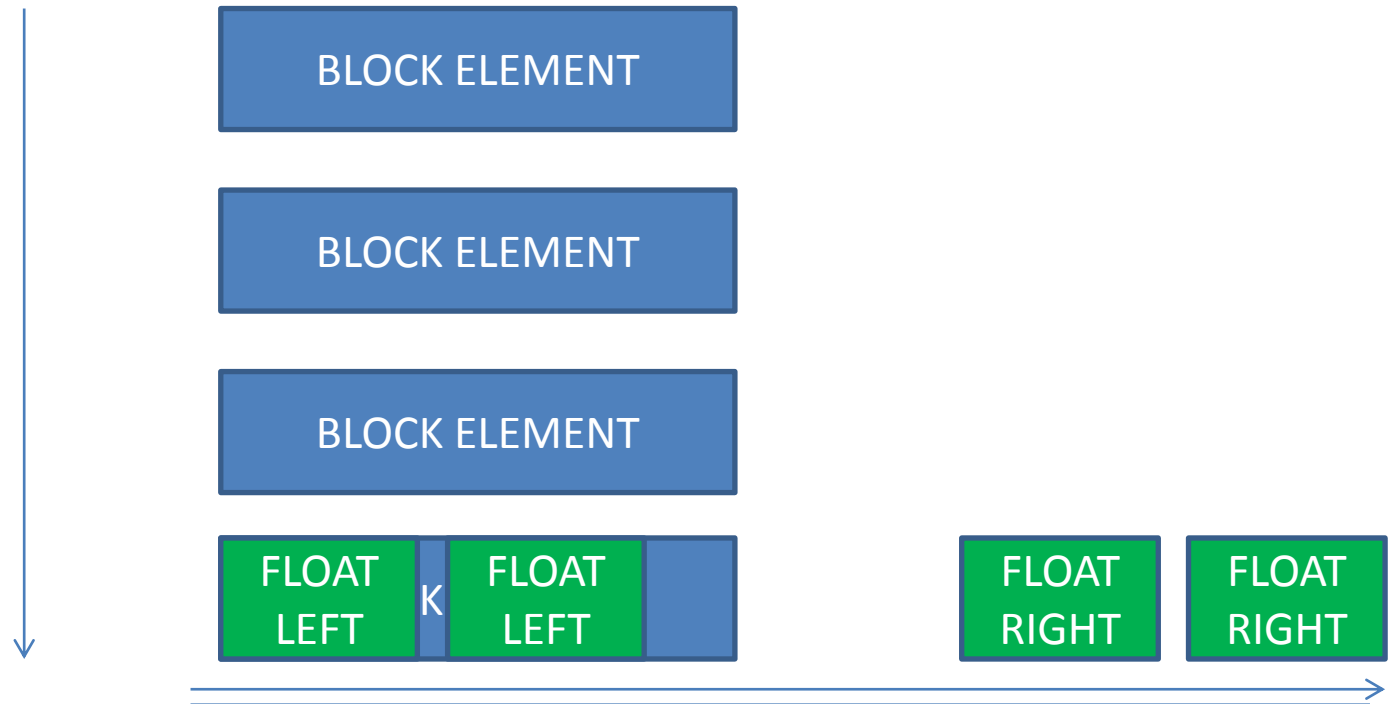 BLOCK ELEMENT
BLOCK ELEMENT
BLOCK ELEMENT
FLOAT
LEFT
K
FLOAT
LEFT
FLOAT
RIGHT
FLOAT
RIGHT